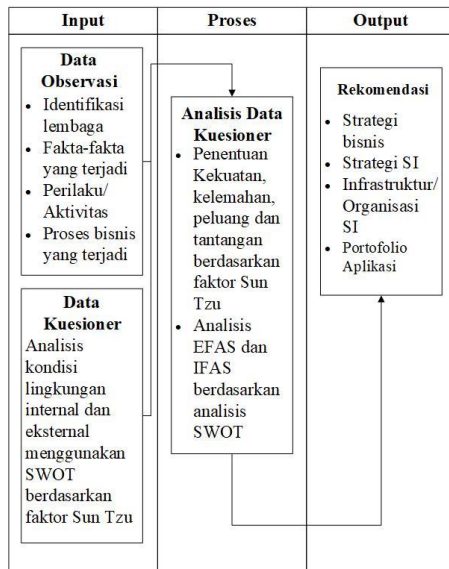 Input
Proses
Output
Data
Observasi
• Identifikasi
lembaga
• Fakta-fakta
yang terjadi
• Perilaku/
Aktivitas
• Proses bisnis
yang terjadi
Data
Kuesioner
Analisis
kondisi
lingkungan
internal dan
eksternal
menggunakan
SWOT
berdasarkan
faktor Sun Tzu
Analisis Data
Kuesioner
• Penentuan
Kekuatan,
kelemahan,
peluang dan
tantangan
berdasarkan
faktor Sun
Tzu
• Analisis
EFAS dan
IFAS
berdasarkan
analisis
SWOT
Rekomendasi
• Strategi
bisnis
• Strategi SI
• Infrastruktur/
Organisasi
SI
• Portofolio
Aplikasi